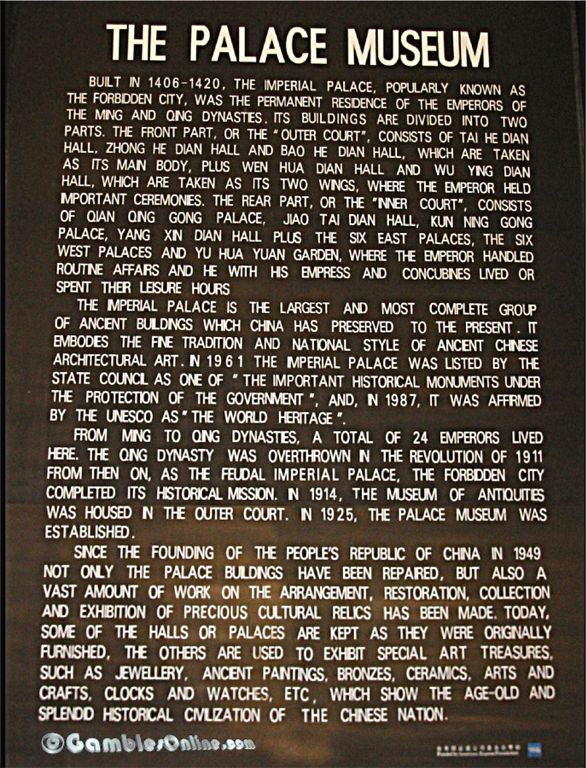 THE PALACE MUSEUM
BUILT IN 1406-1420, THE IMPERIAL PALACE, POPULARLY KNOWN AS
THE FORBIDDEN CITY, WAS THE PERMANENT RESIDENCE OF THE EMPERORS OF
THE MING AND QING DYNASTIES. ITS BUILDINGS ARE DIVIDED INTO TWO
PARTS. THE FRONT PART, OR THE "OUTER COURT", CONSISTS OF TAI HE DIAN
HALL, ZHONG HE DIAN HALL AND BAO HE DIAN HALL, WHICH ARE TAKEN
AS ITS MAIN BODY, PLUS WEN HUA DIAN HALL AND WU YING DIAN
HALL, WHICH ARE TAKEN AS ITS TWO WINGS, WHERE THE EMPEROR HELD
IMPORTANT CEREMONIES. THE REAR PART, OR THE "INNER COURT", CONSISTS
OF QIAN QING GONG PALACE, JIAO TAI DIAN HALL, KUN NING GONG
PALACE, YANG XIN DIAN HALL PLUS THE SIX EAST PALACES, THE SIX
WEST PALACES AND YU HUA YUAN GARDEN, WHERE THE EMPEROR HANDLED
ROUTINE AFFAIRS AND HE WITH HIS EMPRESS AND CONCUBINES LIVED OR
SPENT THEIR LEISURE HOURS
THE IMPERIAL PALACE IS THE LARGEST AND MOST COMPLETE GROUP
OF ANCIENT BUILDINGS WHICH CHINA HAS PRESERVED TO THE PRESENT. IT
EMBODIES THE FINE TRADITION AND NATIONAL STYLE OF ANCIENT CHINESE
ARCHITECTURAL ART. IN 1961 THE IMPERIAL PALACE WAS LISTED BY THE
STATE COUNCIL AS ONE OF "THE IMPORTANT HISTORICAL MONUMENTS UNDER
THE PROTECTION OF THE GOVERNMENT", AND, IN 1987, IT WAS AFFIRMED
BY THE UNESCO AS "THE WORLD HERITAGE".
FROM MING TO QING DYNASTIES, A TOTAL OF 24 EMPERORS LIVED
HERE. THE QING DYNASTY WAS OVERTHROWN IN THE REVOLUTION OF 1911
FROM THEN ON, AS THE FEUDAL IMPERIAL PALACE, THE FORBIDDEN CITY
COMPLETED ITS HISTORICAL MISSION. IN 1914, THE MUSEUM OF ANTIQUITIES
WAS HOUSED IN THE OUTER COURT. IN 1925, THE PALACE MUSEUM WAS
ESTABLISHED.
SINCE THE FOUNDING OF THE PEOPLE'S REPUBLIC OF CHINA IN 1949
NOT ONLY THE PALACE BUILDINGS HAVE BEEN REPAIRED, BUT ALSO A
VAST AMOUNT OF WORK ON THE ARRANGEMENT, RESTORATION, COLLECTION
AND EXHIBITION OF PRECIOUS CULTURAL RELICS HAS BEEN MADE. TODAY,
SOME OF THE HALLS OR PALACES ARE KEPT AS THEY WERE ORIGINALLY
FURNISHED, THE OTHERS ARE USED TO EXHIBIT SPECIAL ART TREASURES,
SUCH AS JEWELLERY, ANCIENT PAINTINGS, BRONZES, CERAMICS, ARTS AND
CRAFTS, CLOCKS AND WATCHES, ETC, WHICH SHOW THE AGE-OLD AND
SPLENDID HISTORICAL CIVILIZATION OF THE CHINESE NATION.
©GamblesOnline.com